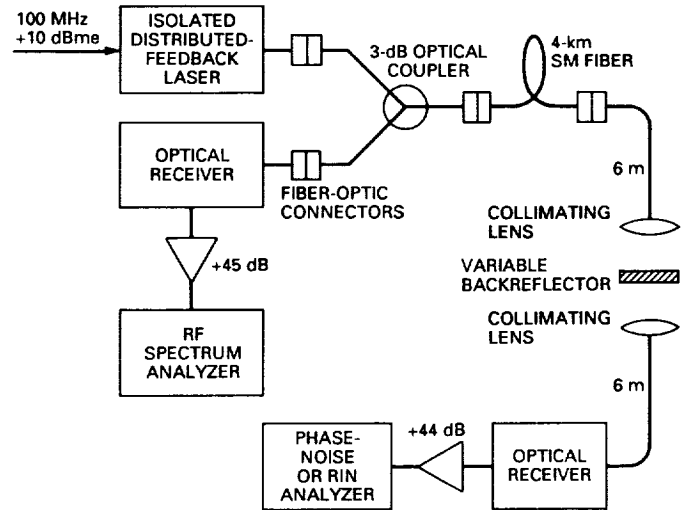 100 MHz
+10 dBme
ISOLATED
DISTRIBUTED-
FEEDBACK
LASER
3-dB OPTICAL
COUPLER
4-km
SM FIBER
OPTICAL
RECEIVER
FIBER-OPTIC
CONNECTORS
6 m
COLLIMATING
LENS
+45 dB
VARIABLE
BACKREFLECTOR
RF
SPECTRUM
ANALYZER
COLLIMATING
LENS
6 m
+44 dB
PHASE-
NOISE
OR RIN
ANALYZER
OPTICAL
RECEIVER